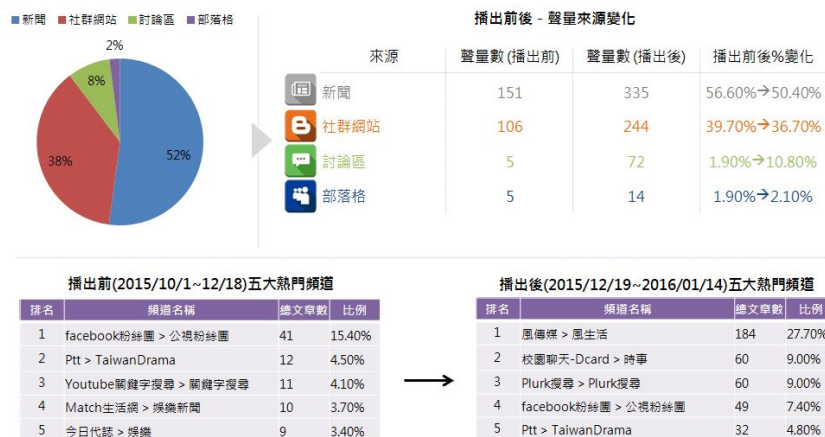 新聞 社群網站 討論區 部落格
2%
8%
38%
52%
播出前後 - 聲量來源變化
來源 聲量數(播出前) 聲量數(播出後) 播出前後%變化
新聞 151 335 56.60%→50.40%
社群網站 106 244 39.70%→36.70%
討論區 5 72 1.90%→10.80%
部落格 5 14 1.90%→2.10%
播出前(2015/10/1~12/18)五大熱門頻道
排名 頻道名稱 總文章數 比例
1 facebook粉絲團 > 公視粉絲團 41 15.40%
2 Ptt > TaiwanDrama 12 4.50%
3 Youtube關鍵字搜尋 > 關鍵字搜尋 11 4.10%
4 Match生活網 > 娛樂新聞 10 3.70%
5 今日代誌 > 娛樂 9 3.40%
播出後(2015/12/19~2016/01/14)五大熱門頻道
排名 頻道名稱 總文章數 比例
1 風傳媒 > 風生活 184 27.70%
2 校園聊天-Dcard > 時事 60 9.00%
3 Plurk搜尋 > Plurk搜尋 60 9.00%
4 facebook粉絲團 > 公視粉絲團 49 7.40%
5 Ptt > TaiwanDrama 32 4.80%